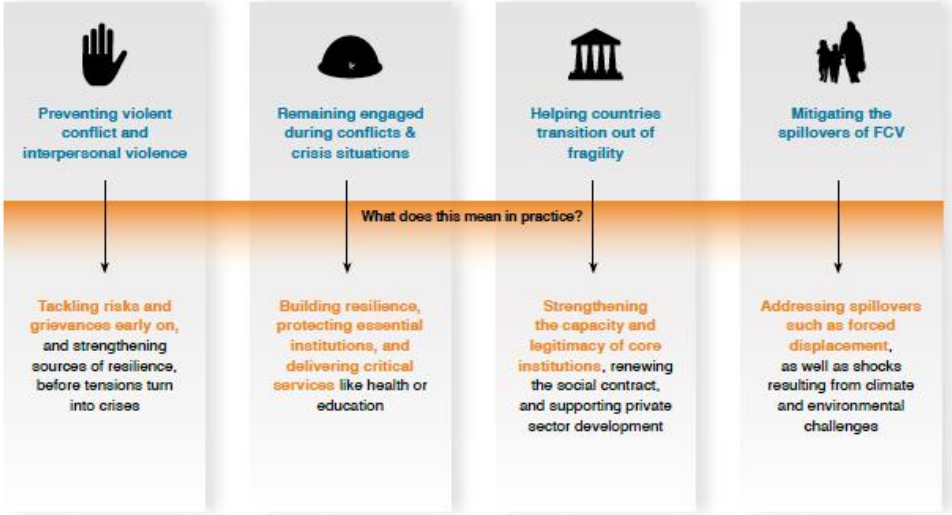 Preventing violent
conflict and
interpersonal violence
Remaining engaged
during conflicts &
crisis situations
Helping countries
transition out of
fragility
Mitigating the
spillovers of FCV
What does this mean in practice?
Tackling risks and
grievances early on,
and strengthening
sources of resilience,
before tensions turn
into crises
Building resilience,
protecting essential
institutions, and
delivering critical
services like health or
education
Strengthening
the capacity and
legitimacy of core
institutions, renewing
the social contract,
and supporting private
sector development
Addressing spillovers
such as forced
displacement,
as well as shocks
resulting from climate
and environmental
challenges